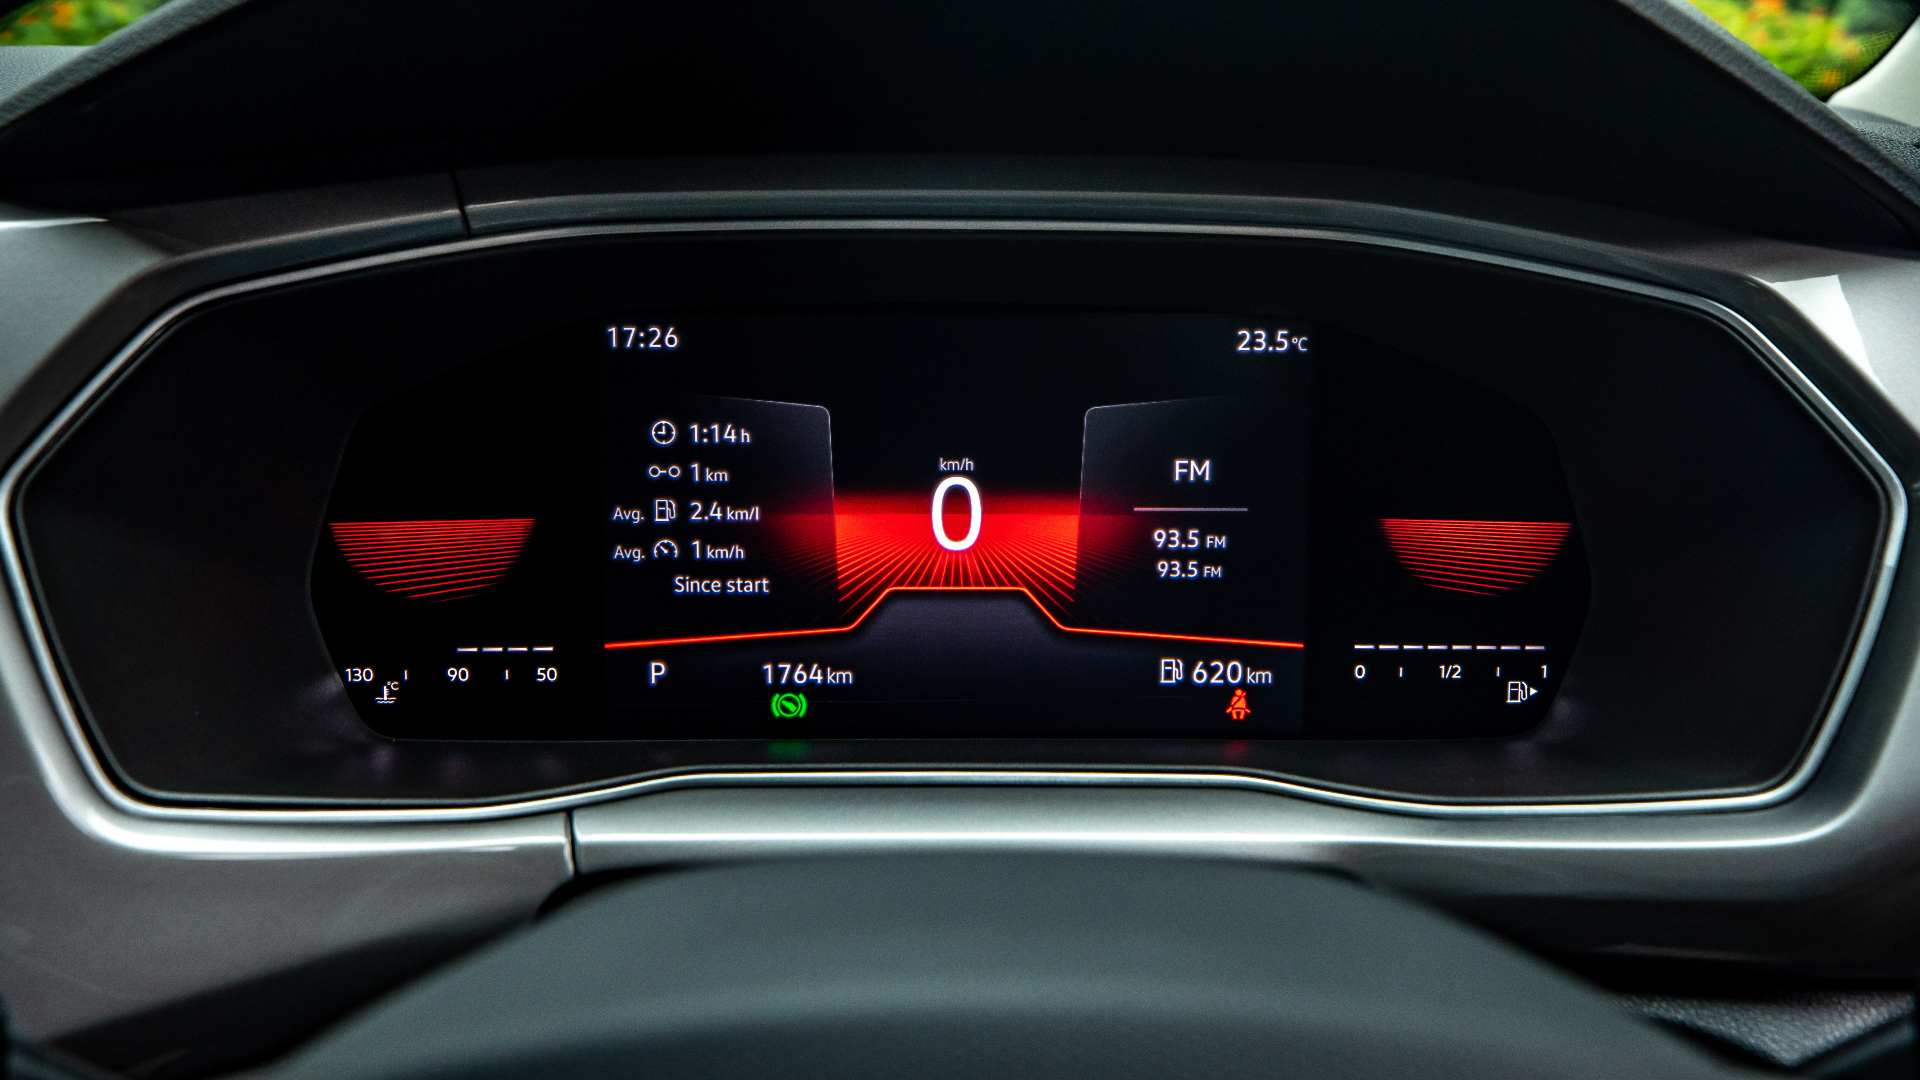 17:26
23.5°C
1:14 h
1 km
Avg. 2.4 km/l
Avg. 1 km/h
Since start
km/h
0
FM
93.5 FM
93.5 FM
130 90 50
°C
P
1764 km
620 km
0 1/2 1